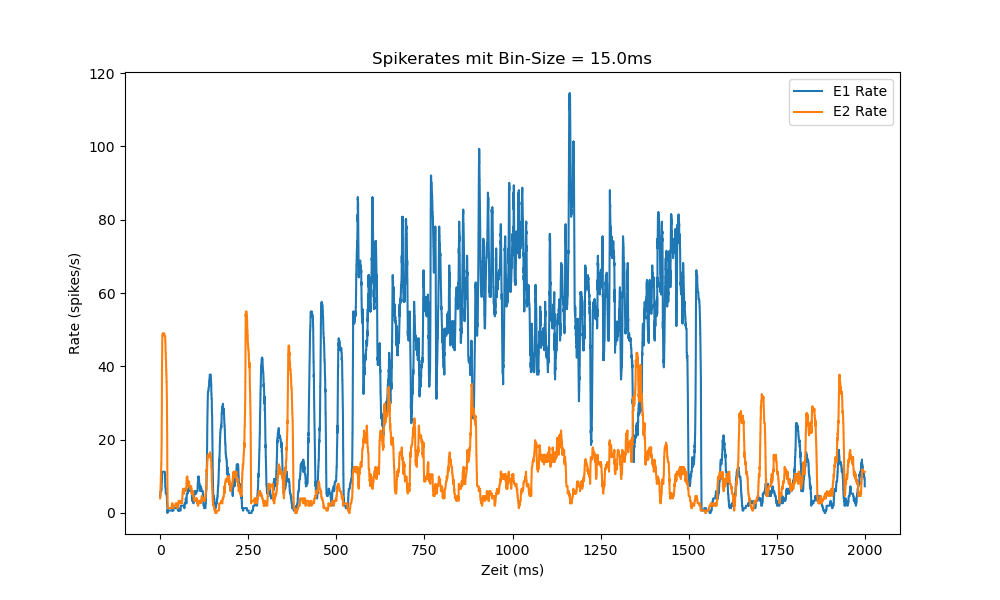 Spikerates mit Bin-Size = 15.0ms
E1 Rate
E2 Rate
Rate (spikes/s)
120
100
80
60
40
20
0
0 250 500 750 1000 1250 1500 1750 2000
Zeit (ms)